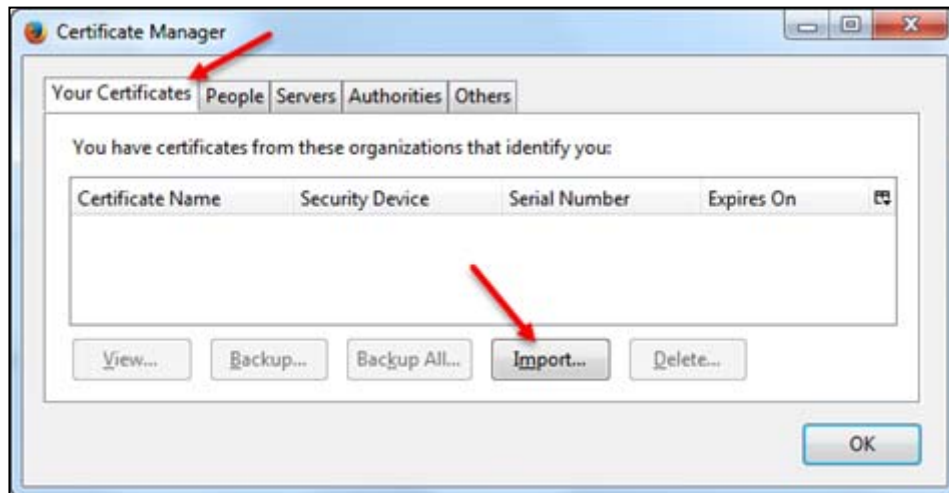 Certificate Manager
Your Certificates People Servers Authorities Others
You have certificates from these organizations that identify you:
Certificate Name Security Device Serial Number Expires On
View... Backup... Backup All... Import... Delete...
OK